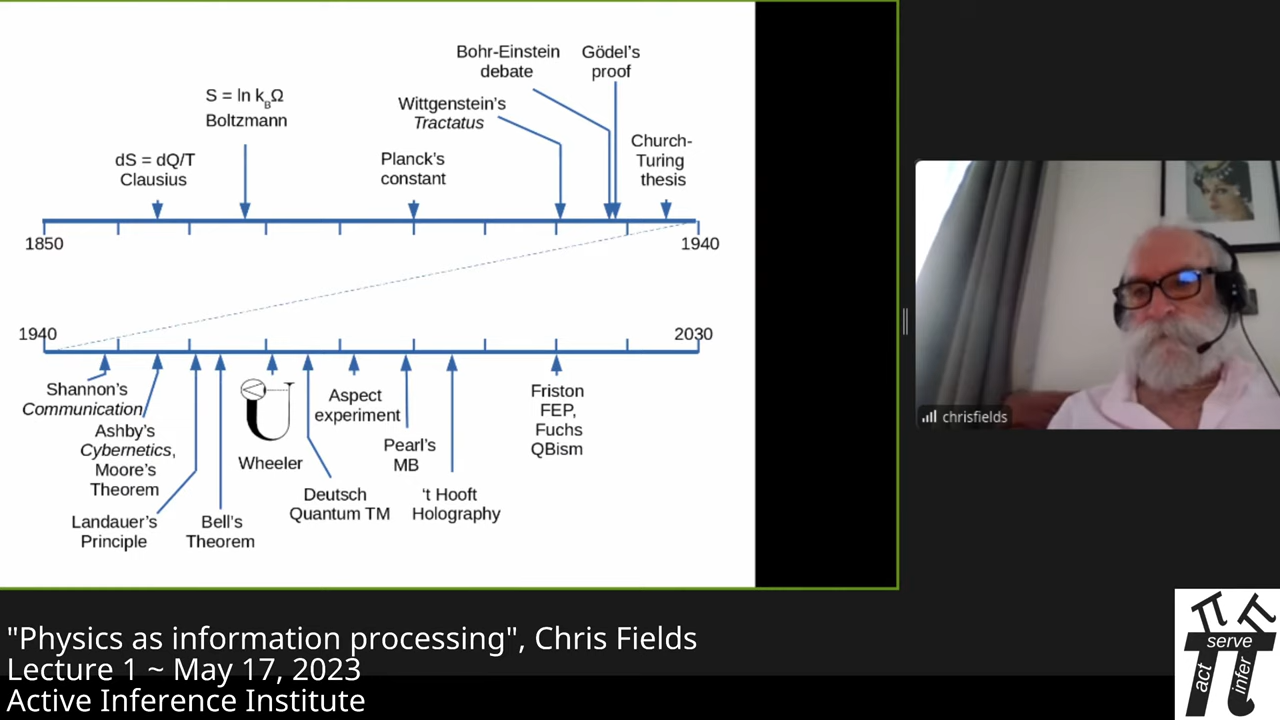 Bohr-Einstein
debate
Gödel's
proof
S = ln k_BΩ
Boltzmann
Wittgenstein's
Tractatus
Church-
Turing
thesis
dS = dQ/T
Clausius
Planck's
constant
1850
1940
1940
2030
Shannon's
Communication
Ashby's
Cybernetics,
Moore's
Theorem
Landauer's
Principle
Bell's
Theorem
Wheeler
Deutsch
Quantum TM
Aspect
experiment
Pearl's
MB
‘t Hooft
Holography
Friston
FEP,
Fuchs
QBism
chrisfields
"Physics as information processing", Chris Fields
Lecture 1 ~ May 17, 2023
Active Inference Institute
serve
act
infer